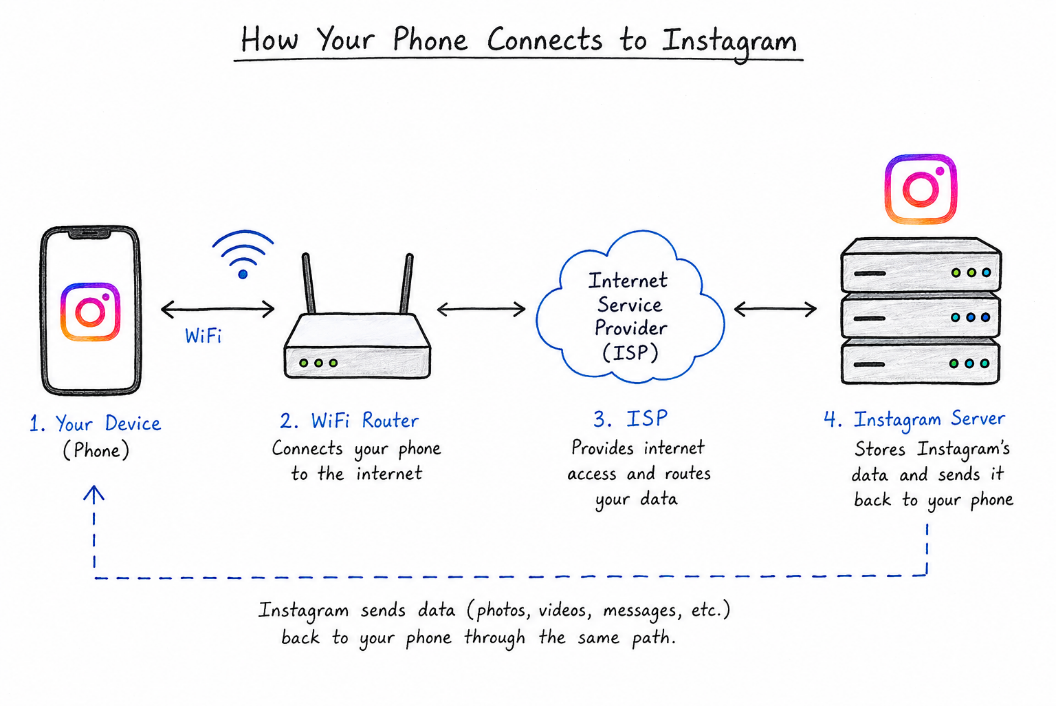 How Your Phone Connects to Instagram
WiFi
Internet
Service
Provider
(ISP)
1. Your Device
(Phone)
2. WiFi Router
Connects your phone
to the internet
3. ISP
Provides internet
access and routes
your data
4. Instagram Server
Stores Instagram's
data and sends it
back to your phone
Instagram sends data (photos, videos, messages, etc.)
back to your phone through the same path.